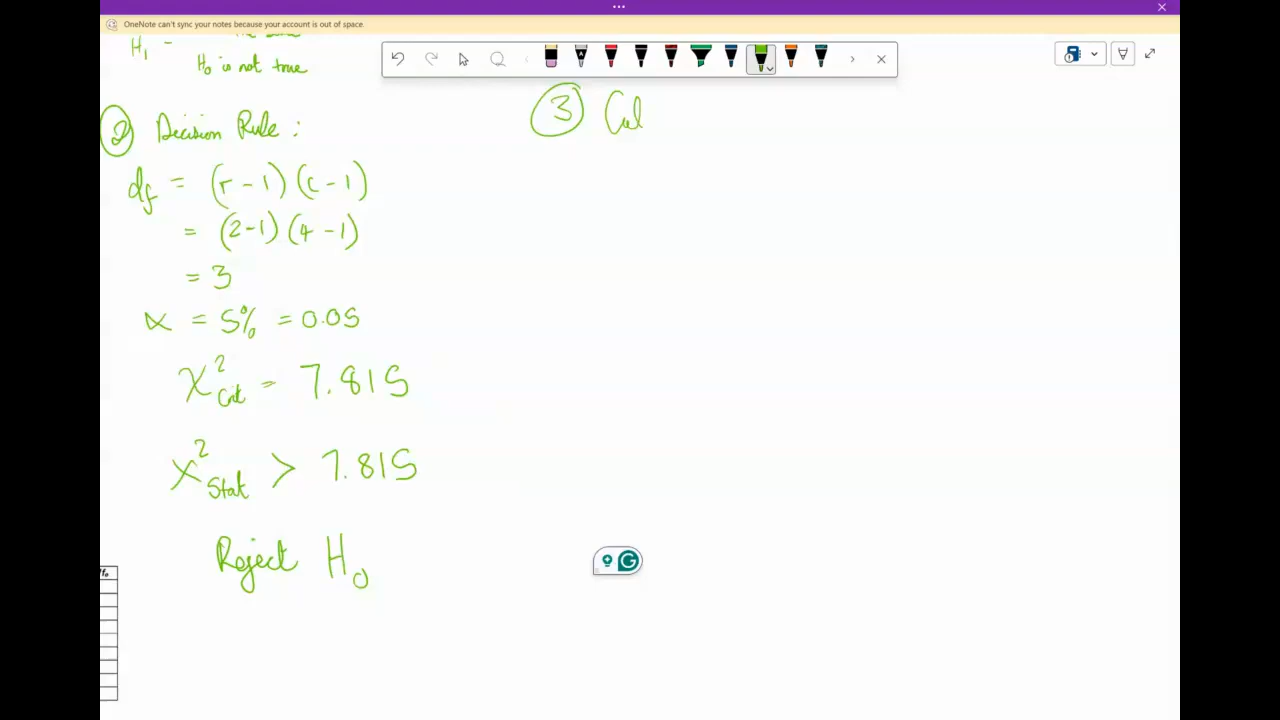 OneNote can't sync your notes because your account is out of space.
H₁ -
H₀ is not true
② Decision Rule :
df = (r - 1) (c - 1)
= (2-1) (4 - 1)
= 3
α = 5% = 0.05
χ²Crit = 7.815
χ²Stat > 7.815
Reject H₀
③ Cal
H₀